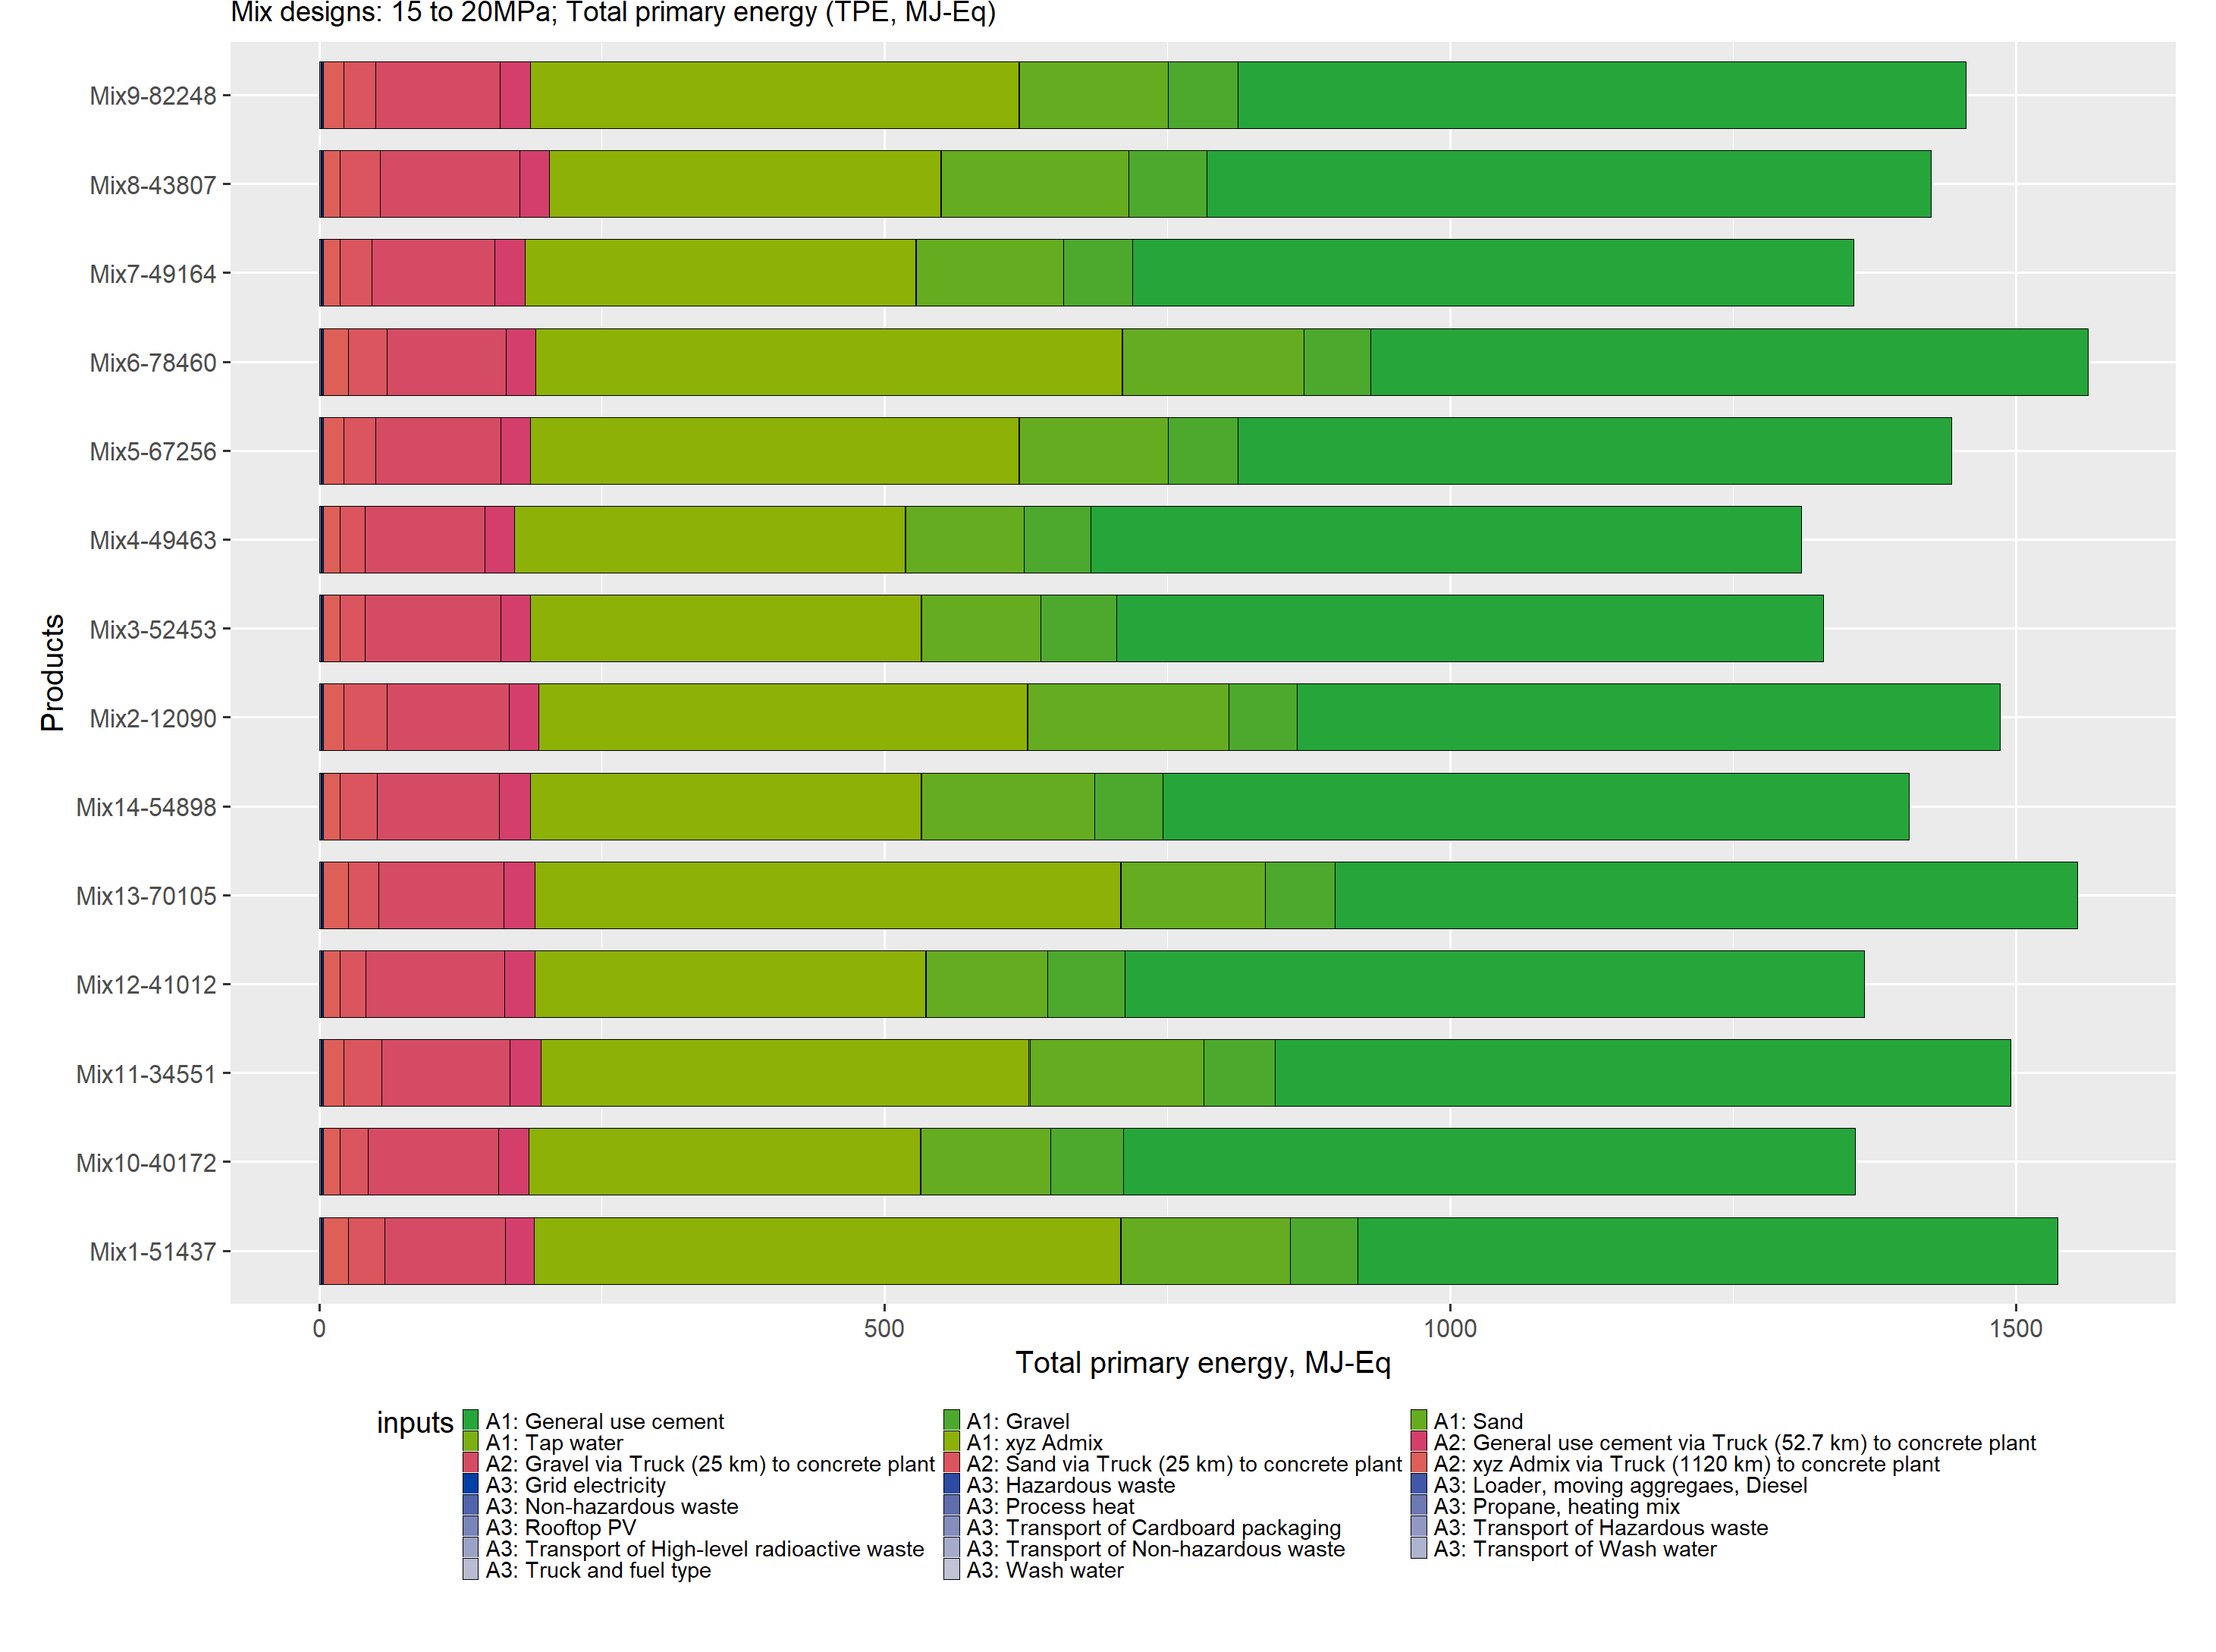 Mix designs: 15 to 20MPa; Total primary energy (TPE, MJ-Eq)
Mix9-82248
Mix8-43807
Mix7-49164
Mix6-78460
Mix5-67256
Mix4-49463
Mix3-52453
Mix2-12090
Mix14-54898
Mix13-70105
Mix12-41012
Mix11-34551
Mix10-40172
Mix1-51437
Products
0 500 1000 1500
Total primary energy, MJ-Eq
inputs
A1: General use cement A1: Gravel A1: Sand
A1: Tap water A1: xyz Admix A2: General use cement via Truck (52.7 km) to concrete plant
A2: Gravel via Truck (25 km) to concrete plant A2: Sand via Truck (25 km) to concrete plant A2: xyz Admix via Truck (1120 km) to concrete plant
A3: Grid electricity A3: Hazardous waste A3: Loader, moving aggregaes, Diesel
A3: Non-hazardous waste A3: Process heat A3: Propane, heating mix
A3: Rooftop PV A3: Transport of Cardboard packaging A3: Transport of Hazardous waste
A3: Transport of High-level radioactive waste A3: Transport of Non-hazardous waste A3: Transport of Wash water
A3: Truck and fuel type A3: Wash water